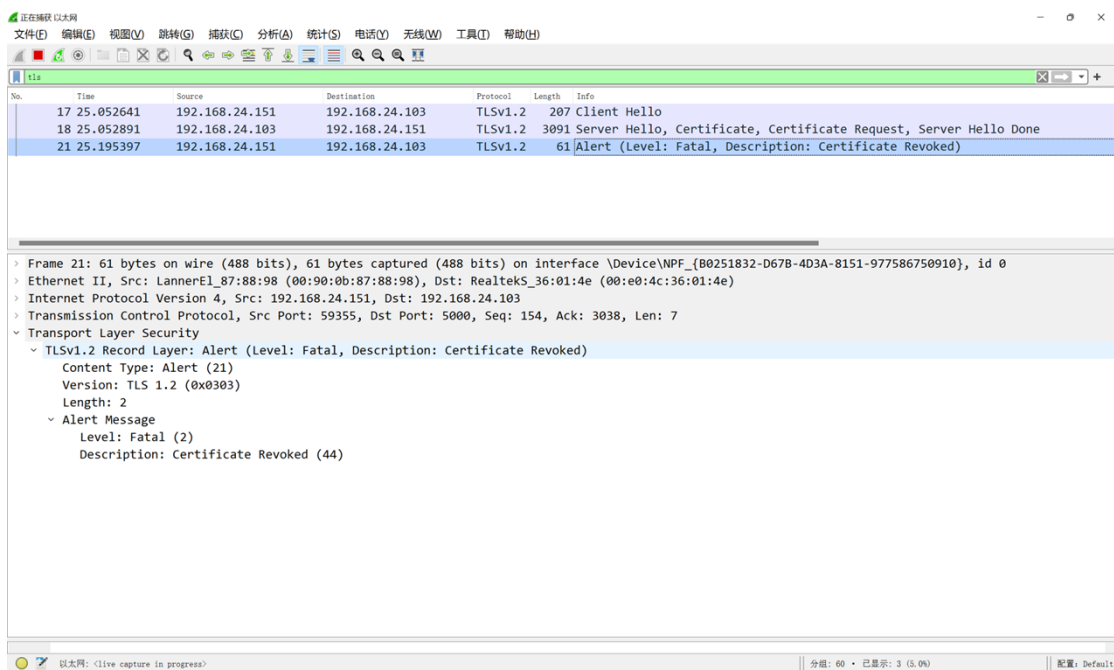 正在捕获 以太网
文件(F) 编辑(E) 视图(V) 跳转(G) 捕获(C) 分析(A) 统计(S) 电话(Y) 无线(W) 工具(T) 帮助(H)
tls
No. Time Source Destination Protocol Length Info
17 25.052641 192.168.24.151 192.168.24.103 TLSv1.2 207 Client Hello
18 25.052891 192.168.24.103 192.168.24.151 TLSv1.2 3091 Server Hello, Certificate, Certificate Request, Server Hello Done
21 25.195397 192.168.24.151 192.168.24.103 TLSv1.2 61 Alert (Level: Fatal, Description: Certificate Revoked)
Frame 21: 61 bytes on wire (488 bits), 61 bytes captured (488 bits) on interface \Device\NPF_{B0251832-D67B-4D3A-8151-977586750910}, id 0
Ethernet II, Src: LannerEl_87:88:98 (00:90:0b:87:88:98), Dst: RealtekS_36:01:4e (00:e0:4c:36:01:4e)
Internet Protocol Version 4, Src: 192.168.24.151, Dst: 192.168.24.103
Transmission Control Protocol, Src Port: 59355, Dst Port: 5000, Seq: 154, Ack: 3038, Len: 7
Transport Layer Security
TLSv1.2 Record Layer: Alert (Level: Fatal, Description: Certificate Revoked)
Content Type: Alert (21)
Version: TLS 1.2 (0x0303)
Length: 2
Alert Message
Level: Fatal (2)
Description: Certificate Revoked (44)
以太网: <live capture in progress> 分组: 60 · 已显示: 3 (5.0%) 配置: Default